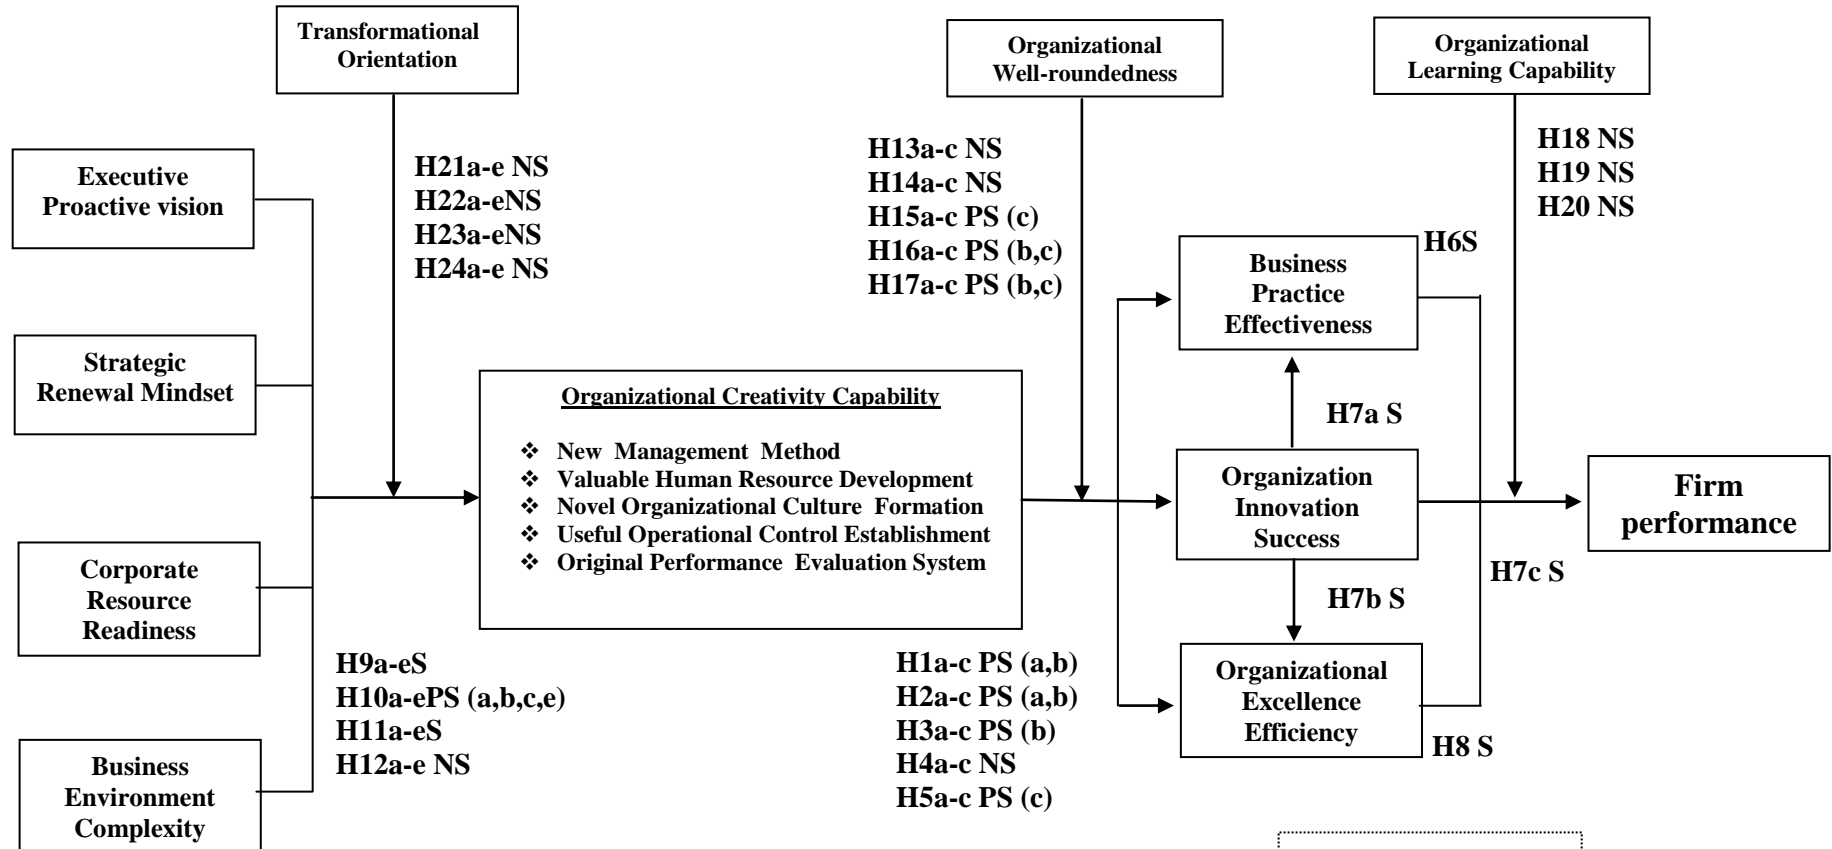 Transformational
Orientation
Organizational
Well-roundedness
Organizational
Learning Capability
Executive
Proactive vision
H21a-e NS
H22a-eNS
H23a-eNS
H24a-e NS
H13a-c NS
H14a-c NS
H15a-c PS (c)
H16a-c PS (b,c)
H17a-c PS (b,c)
H18 NS
H19 NS
H20 NS
Business
Practice
Effectiveness
H6S
Strategic
Renewal Mindset
Organizational Creativity Capability
❖ New Management Method
❖ Valuable Human Resource Development
❖ Novel Organizational Culture Formation
❖ Useful Operational Control Establishment
❖ Original Performance Evaluation System
H7a S
Organization
Innovation
Success
Firm
performance
H7c S
H7b S
Corporate
Resource
Readiness
H9a-eS
H10a-ePS (a,b,c,e)
H11a-eS
H12a-e NS
H1a-c PS (a,b)
H2a-c PS (a,b)
H3a-c PS (b)
H4a-c NS
H5a-c PS (c)
Organizational
Excellence
Efficiency
H8 S
Business
Environment
Complexity